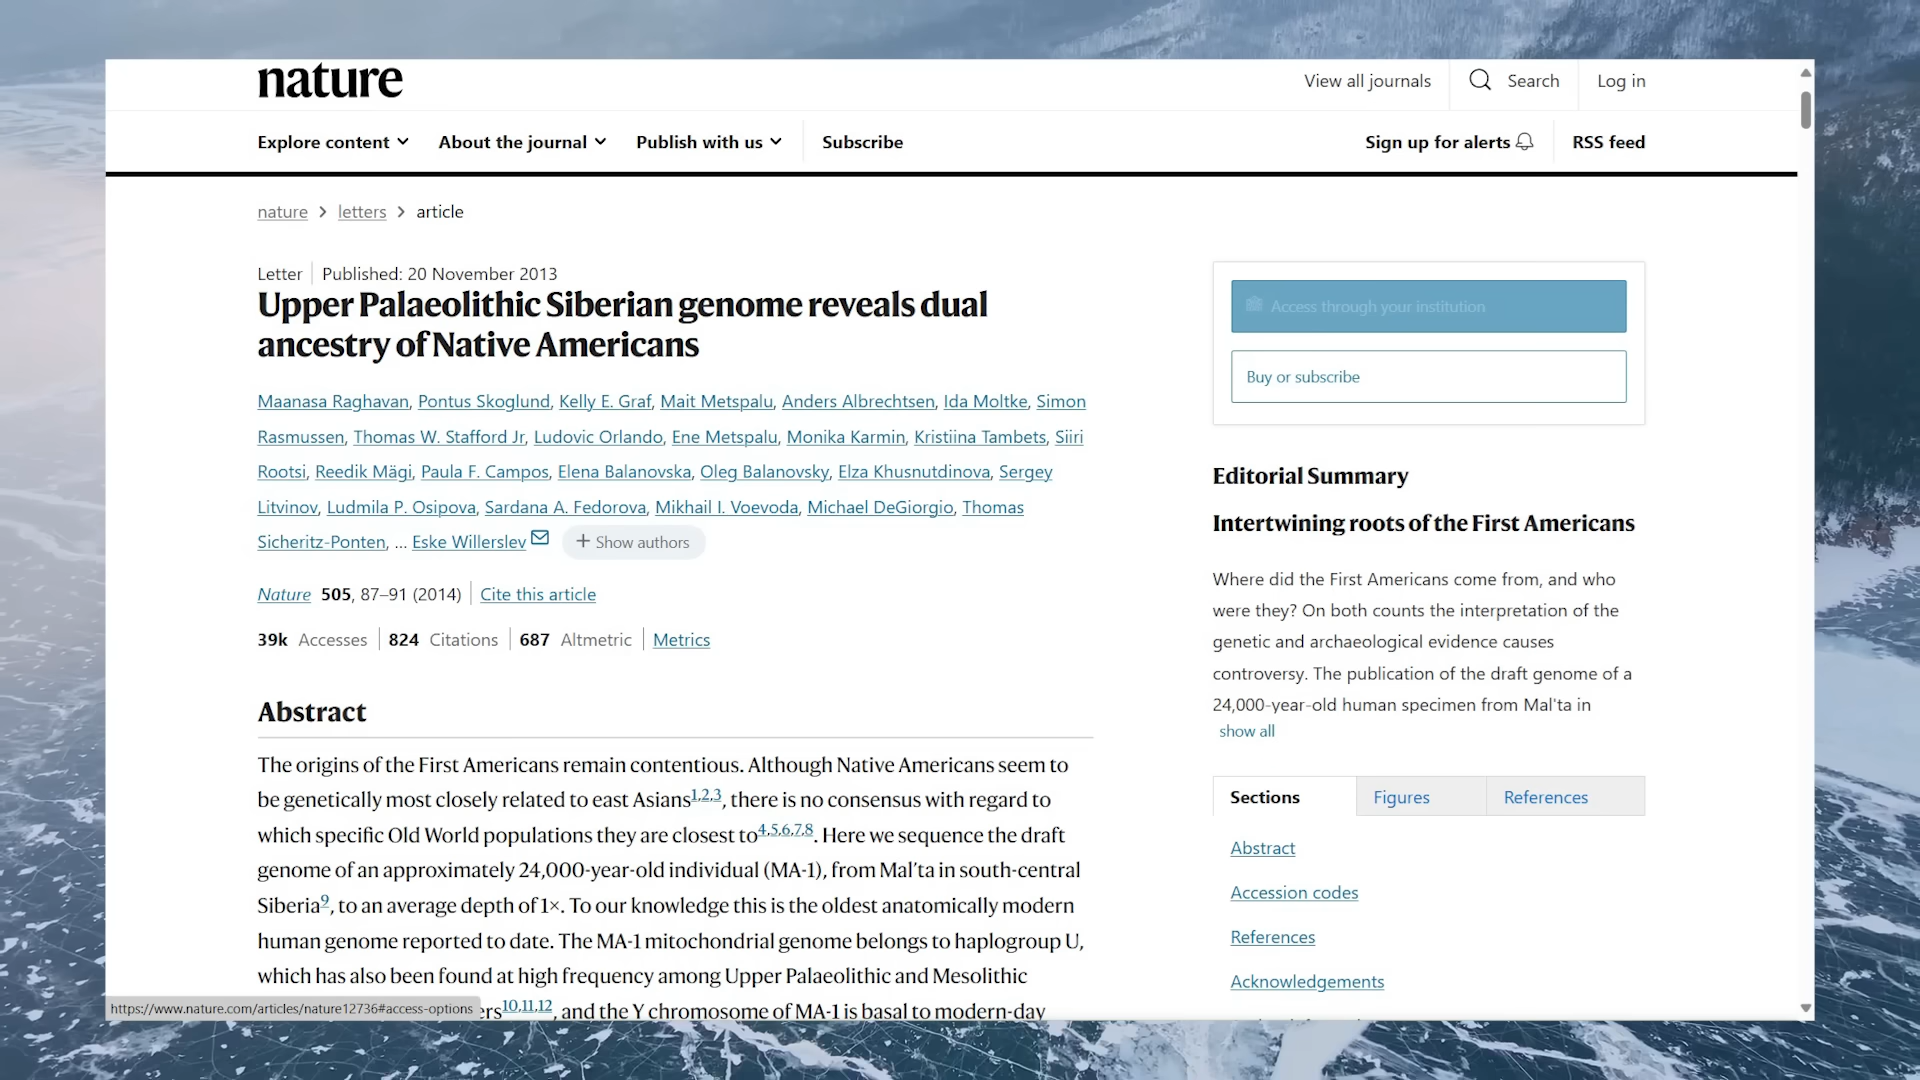 nature
View all journals
Search
Log in
Explore content
About the journal
Publish with us
Subscribe
Sign up for alerts
RSS feed
nature > letters > article
Letter | Published: 20 November 2013
Upper Palaeolithic Siberian genome reveals dual
ancestry of Native Americans
Maanasa Raghavan, Pontus Skoglund, Kelly E. Graf, Mait Metspalu, Anders Albrechtsen, Ida Moltke, Simon
Rasmussen, Thomas W. Stafford Jr, Ludovic Orlando, Ene Metspalu, Monika Karmin, Kristiina Tambets, Siiri
Rootsi, Reedik Mägi, Paula F. Campos, Elena Balanovska, Oleg Balanovsky, Elza Khusnutdinova, Sergey
Litvinov, Ludmila P. Osipova, Sardana A. Fedorova, Mikhail I. Voevoda, Michael DeGiorgio, Thomas
Sicheritz-Ponten, ... Eske Willerslev + Show authors
Nature 505, 87–91 (2014) | Cite this article
39k Accesses | 824 Citations | 687 Altmetric | Metrics
Abstract
The origins of the First Americans remain contentious. Although Native Americans seem to
be genetically most closely related to east Asians1,2,3, there is no consensus with regard to
which specific Old World populations they are closest to4,5,6,7,8. Here we sequence the draft
genome of an approximately 24,000-year-old individual (MA-1), from Mal'ta in south-central
Siberia9, to an average depth of 1×. To our knowledge this is the oldest anatomically modern
human genome reported to date. The MA-1 mitochondrial genome belongs to haplogroup U,
which has also been found at high frequency among Upper Palaeolithic and Mesolithic
ers10,11,12, and the Y chromosome of MA-1 is basal to modern-day
https://www.nature.com/articles/nature12736#access-options
Access through your institution
Buy or subscribe
Editorial Summary
Intertwining roots of the First Americans
Where did the First Americans come from, and who
were they? On both counts the interpretation of the
genetic and archaeological evidence causes
controversy. The publication of the draft genome of a
24,000-year-old human specimen from Mal'ta in
show all
Sections
Figures
References
Abstract
Accession codes
References
Acknowledgements